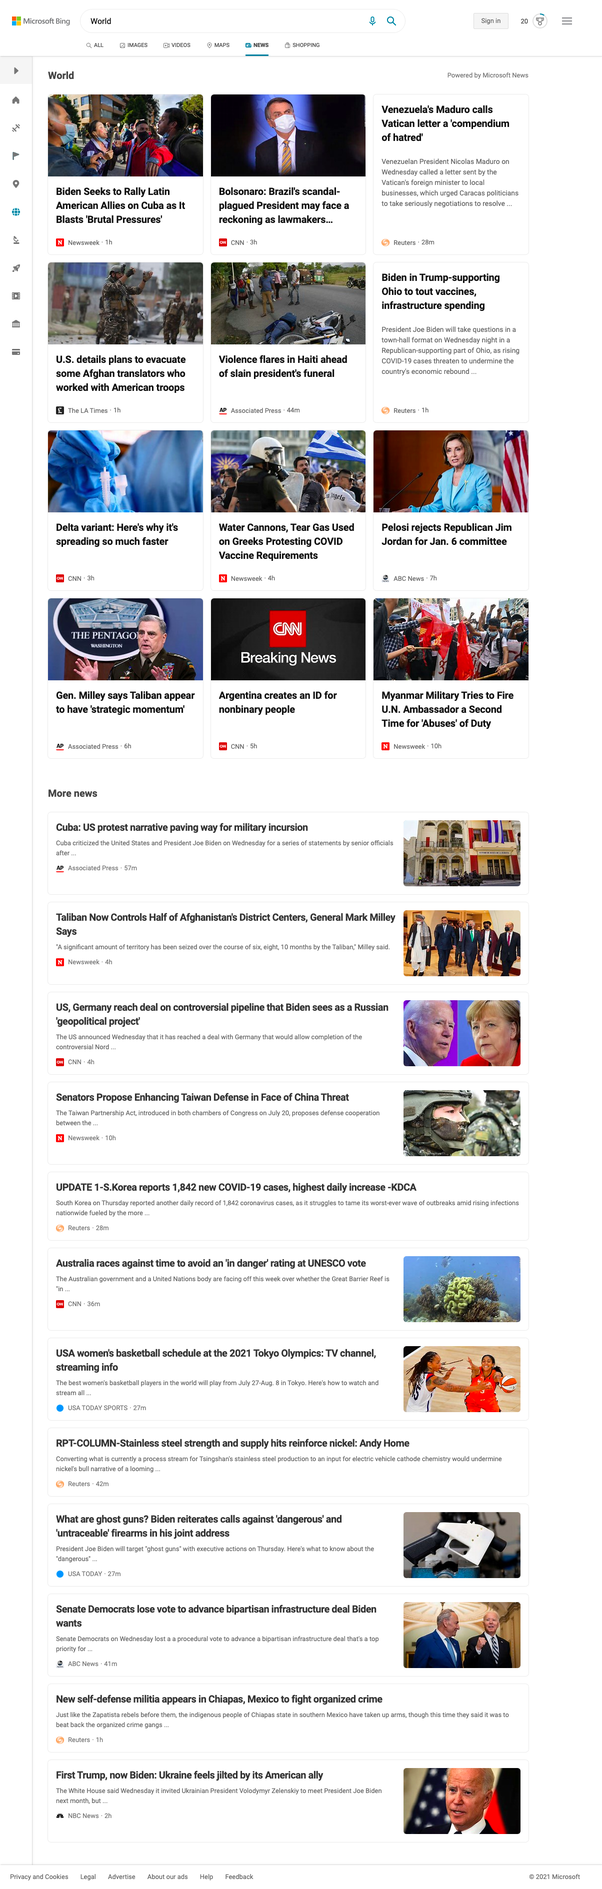 Microsoft Bing
World
Sign in
20
ALL
IMAGES
VIDEOS
MAPS
NEWS
SHOPPING
World
Powered by Microsoft News
Biden Seeks to Rally Latin
American Allies on Cuba as It
Blasts 'Brutal Pressures'
Newsweek · 1h
Bolsonaro: Brazil's scandal-
plagued President may face a
reckoning as lawmakers...
CNN · 3h
Venezuela's Maduro calls
Vatican letter a 'compendium
of hatred'
Venezuelan President Nicolas Maduro on
Wednesday called a letter sent by the
Vatican's foreign minister to local
businesses, which urged Caracas politicians
to take seriously negotiations to resolve ...
Reuters · 28m
U.S. details plans to evacuate
some Afghan translators who
worked with American troops
The LA Times · 1h
Violence flares in Haiti ahead
of slain president's funeral
AP Associated Press · 44m
Biden in Trump-supporting
Ohio to tout vaccines,
infrastructure spending
President Joe Biden will take questions in a
town-hall format on Wednesday night in a
Republican-supporting part of Ohio, as rising
COVID-19 cases threaten to undermine the
country's economic rebound ...
Reuters · 1h
Delta variant: Here's why it's
spreading so much faster
CNN · 3h
Water Cannons, Tear Gas Used
on Greeks Protesting COVID
Vaccine Requirements
Newsweek · 4h
Pelosi rejects Republican Jim
Jordan for Jan. 6 committee
ABC News · 7h
THE PENTAGON
WASHINGTON
Gen. Milley says Taliban appear
to have 'strategic momentum'
AP Associated Press · 6h
CNN
Breaking News
Argentina creates an ID for
nonbinary people
CNN · 5h
Myanmar Military Tries to Fire
U.N. Ambassador a Second
Time for 'Abuses' of Duty
Newsweek · 10h
More news
Cuba: US protest narrative paving way for military incursion
Cuba criticized the United States and President Joe Biden on Wednesday for a series of statements by senior officials
after ...
AP Associated Press · 57m
Taliban Now Controls Half of Afghanistan's District Centers, General Mark Milley
Says
"A significant amount of territory has been seized over the course of six, eight, 10 months by the Taliban," Milley said.
Newsweek · 4h
US, Germany reach deal on controversial pipeline that Biden sees as a Russian
'geopolitical project'
The US announced Wednesday that it has reached a deal with Germany that would allow completion of the
controversial Nord ...
CNN · 4h
Senators Propose Enhancing Taiwan Defense in Face of China Threat
The Taiwan Partnership Act, introduced in both chambers of Congress on July 20, proposes defense cooperation
between the ...
Newsweek · 10h
UPDATE 1-S.Korea reports 1,842 new COVID-19 cases, highest daily increase -KDCA
South Korea on Thursday reported another daily record of 1,842 coronavirus cases, as it struggles to tame its worst-ever wave of outbreaks amid rising infections
nationwide fueled by the more ...
Reuters · 28m
Australia races against time to avoid an 'in danger' rating at UNESCO vote
The Australian government and a United Nations body are facing off this week over whether the Great Barrier Reef is
"in ...
CNN · 36m
USA women's basketball schedule at the 2021 Tokyo Olympics: TV channel,
streaming info
The best women's basketball players in the world will play from July 27-Aug. 8 in Tokyo. Here's how to watch and
stream all ...
USA TODAY SPORTS · 27m
RPT-COLUMN-Stainless steel strength and supply hits reinforce nickel: Andy Home
Converting what is currently a process stream for Tsingshan's stainless steel production to an input for electric vehicle cathode chemistry would undermine
nickel's bull narrative of a looming ...
Reuters · 42m
What are ghost guns? Biden reiterates calls against 'dangerous' and
'untraceable' firearms in his joint address
President Joe Biden will target "ghost guns" with executive actions on Thursday. Here's what to know about the
"dangerous" ...
USA TODAY · 27m
Senate Democrats lose vote to advance bipartisan infrastructure deal Biden
wants
Senate Democrats on Wednesday lost a a procedural vote to advance a bipartisan infrastructure deal that's a top
priority for ...
ABC News · 41m
New self-defense militia appears in Chiapas, Mexico to fight organized crime
Just like the Zapatista rebels before them, the indigenous people of Chiapas state in southern Mexico have taken up arms, though this time they said it was to
beat back the organized crime gangs ...
Reuters · 1h
First Trump, now Biden: Ukraine feels jilted by its American ally
The White House said Wednesday it invited Ukrainian President Volodymyr Zelenskiy to meet President Joe Biden
next month, but ...
NBC News · 2h
Privacy and Cookies
Legal
Advertise
About our ads
Help
Feedback
© 2021 Microsoft